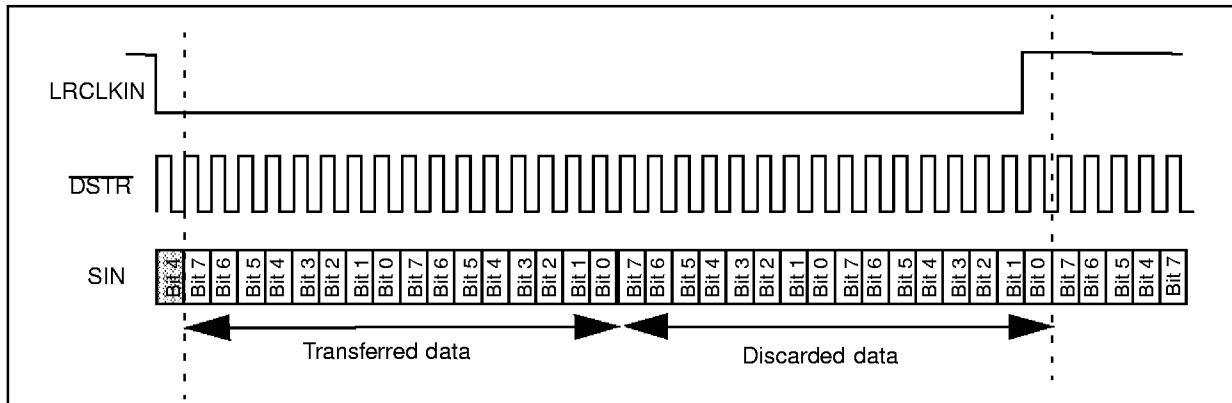 LRCLKIN
DSTR
SIN
Bit 4 Bit 7 Bit 6 Bit 5 Bit 4 Bit 3 Bit 2 Bit 1 Bit 0 Bit 7 Bit 6 Bit 5 Bit 4 Bit 3 Bit 2 Bit 1 Bit 0 Bit 7 Bit 6 Bit 5 Bit 4 Bit 3 Bit 2 Bit 1 Bit 0 Bit 7 Bit 6 Bit 5 Bit 4 Bit 3 Bit 2 Bit 1 Bit 0 Bit 7 Bit 6 Bit 5 Bit 4 Bit 7
Transferred data Discarded data